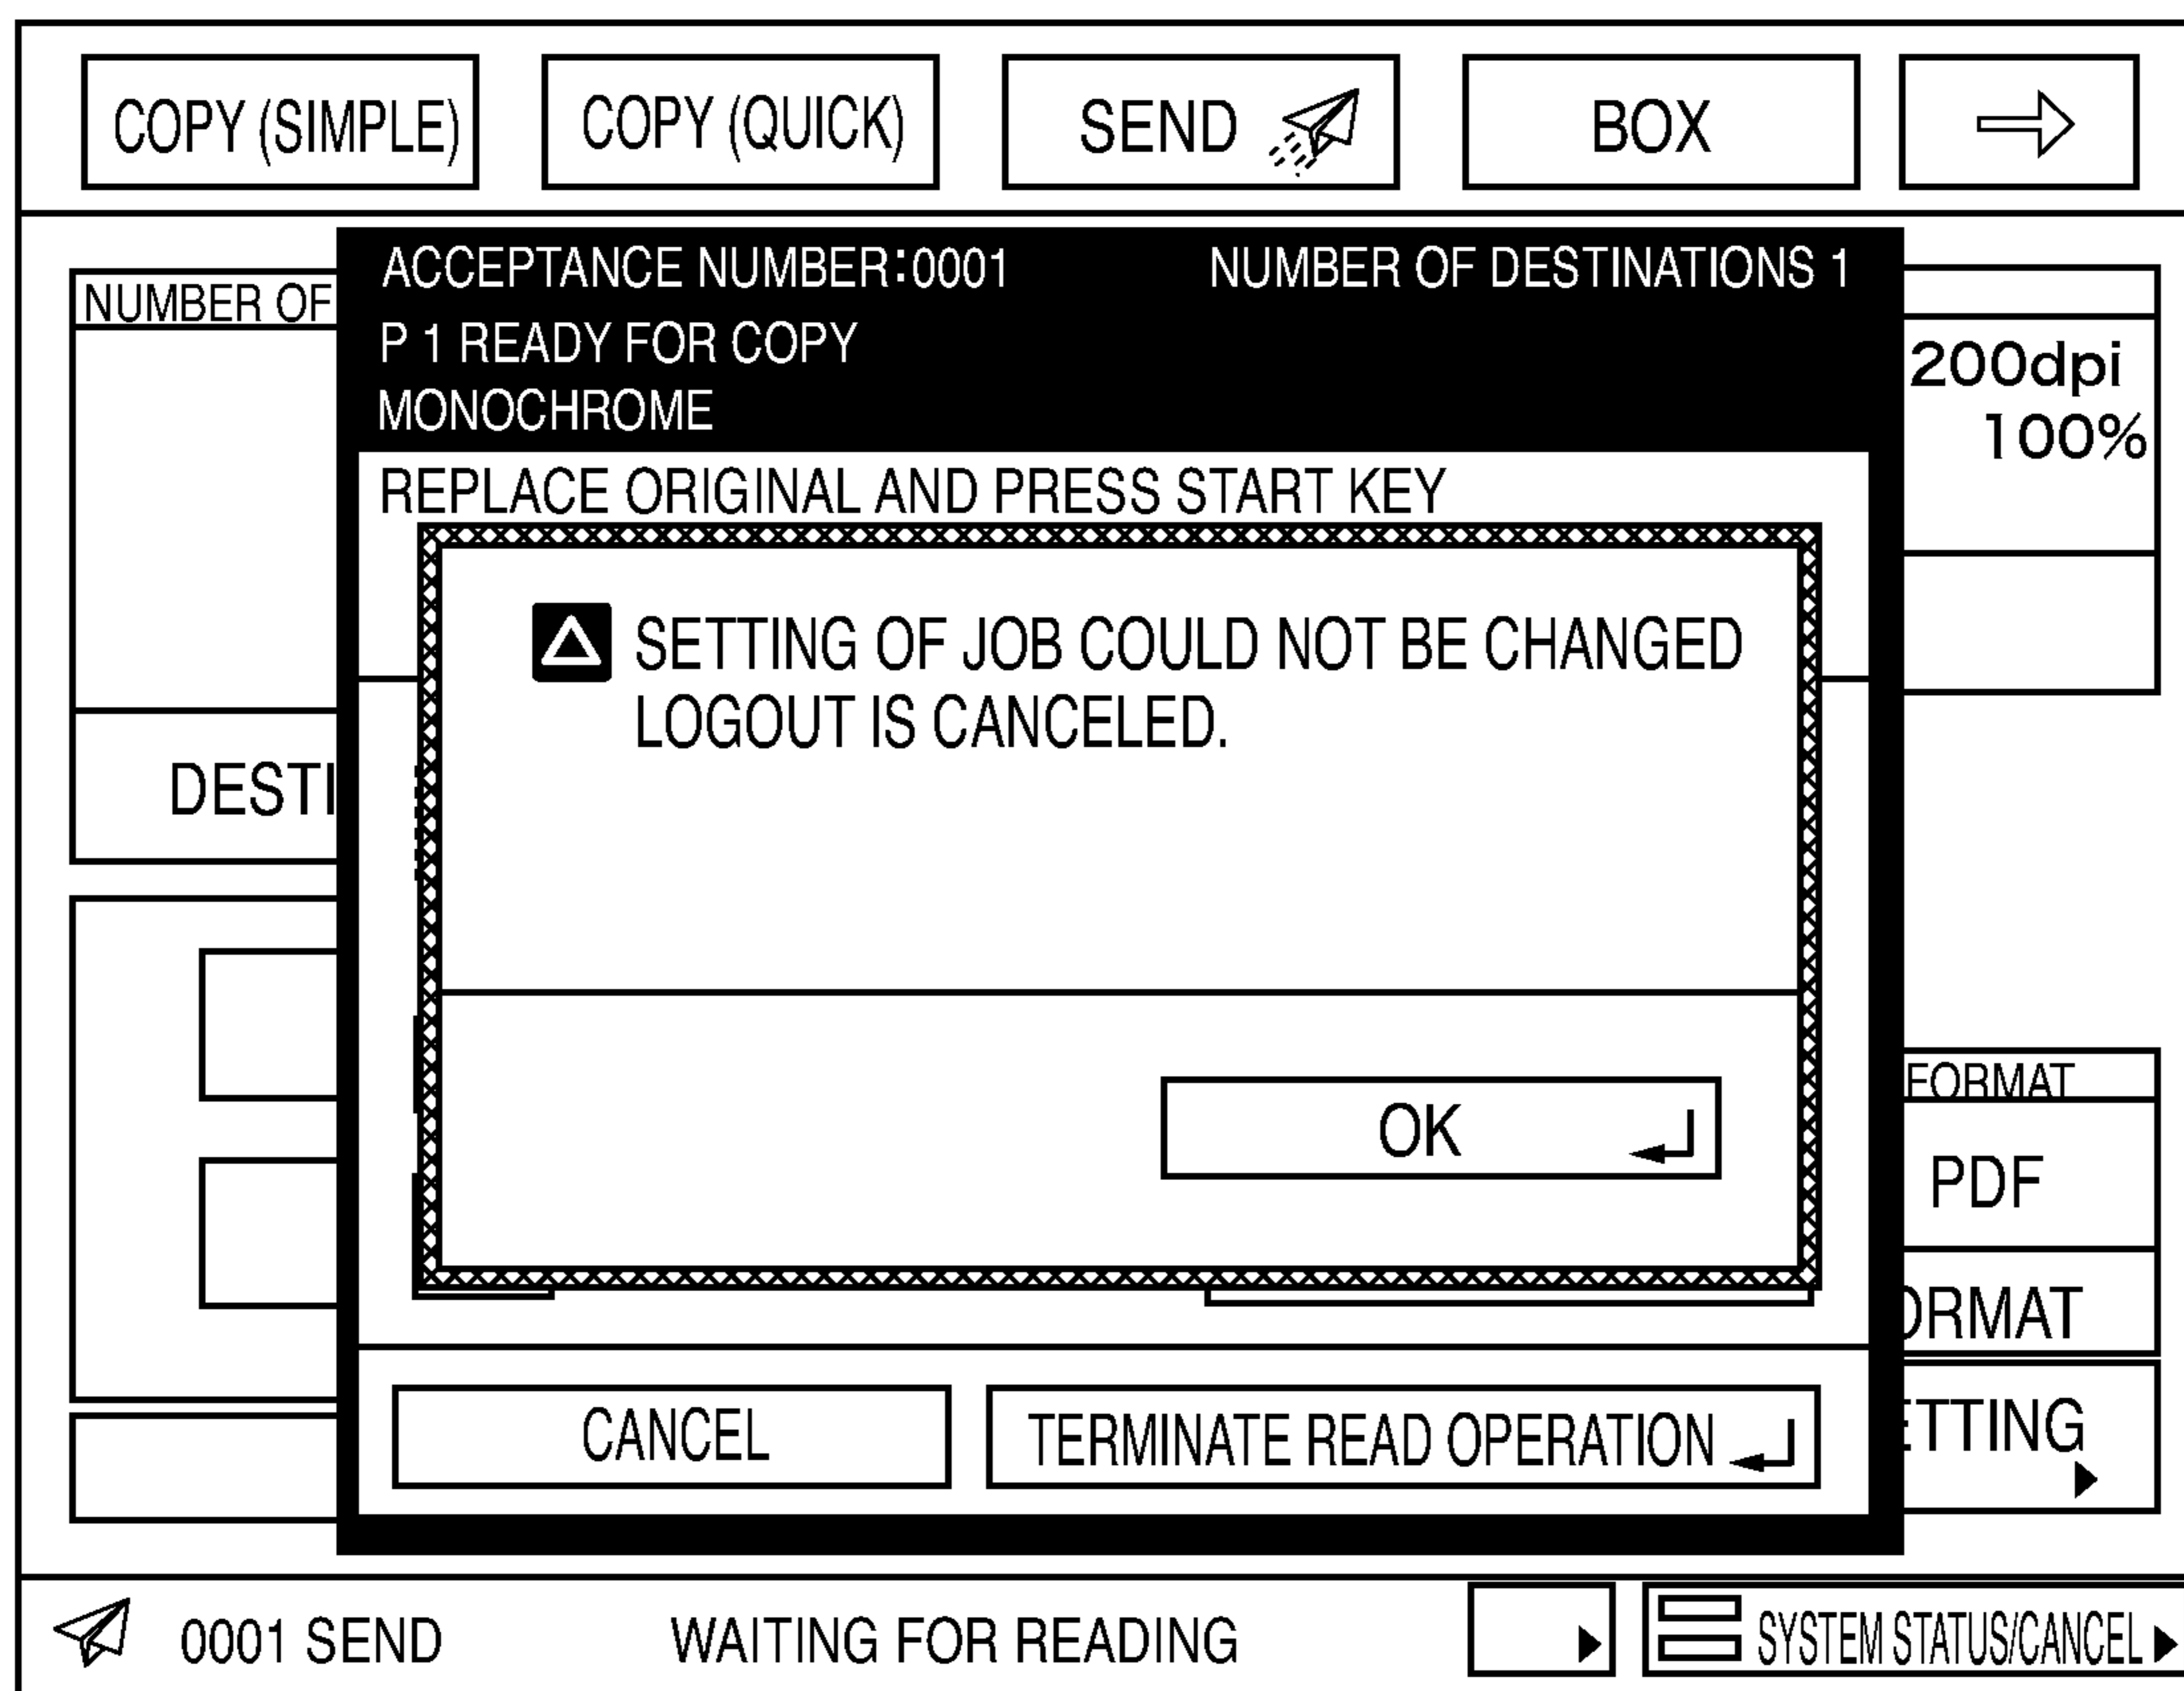 COPY (SIMPLE)
COPY (QUICK)
SEND
BOX
NUMBER OF
ACCEPTANCE NUMBER:0001
NUMBER OF DESTINATIONS 1
P 1 READY FOR COPY
MONOCHROME
200dpi
100%
REPLACE ORIGINAL AND PRESS START KEY
SETTING OF JOB COULD NOT BE CHANGED
LOGOUT IS CANCELED.
DESTI
OK
FORMAT
PDF
ORMAT
ETTING
CANCEL
TERMINATE READ OPERATION
0001 SEND
WAITING FOR READING
SYSTEM STATUS/CANCEL